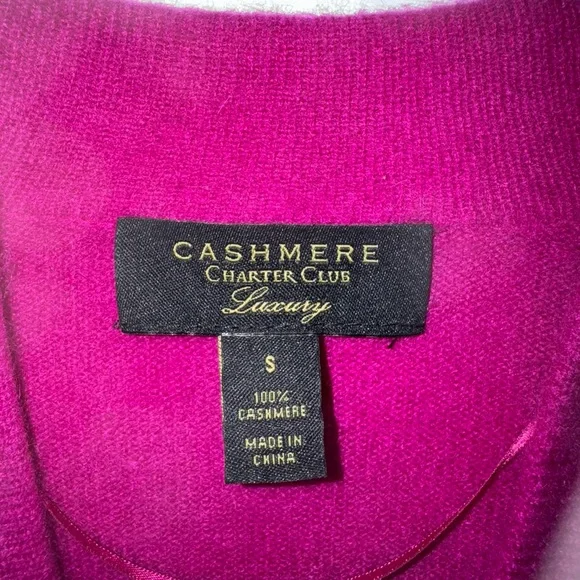 CASHMERE
CHARTER CLUB
Luxury
S
100%
CASHMERE
MADE IN
CHINA